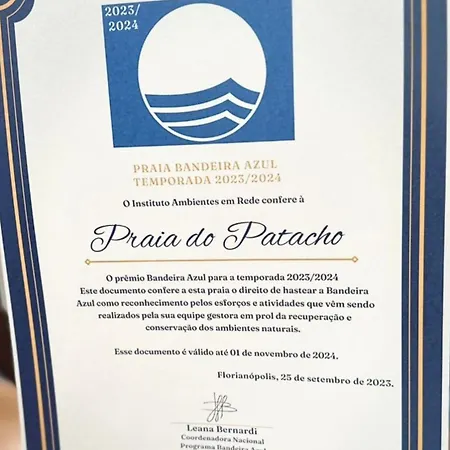 2023/
2024
PRAIA BANDEIRA AZUL
TEMPORADA 2023/2024
O Instituto Ambientes em Rede confere à
Praia do Patacho
O prêmio Bandeira Azul para a temporada 2023/2024
Este documento confere a esta praia o direito de hastear a Bandeira
Azul como reconhecimento pelos esforços e atividades que vêm sendo
realizados pela sua equipe gestora em prol da recuperação e
conservação dos ambientes naturais.
Esse documento é válido até 01 de novembro de 2024.
Florianópolis, 25 de setembro de 2023.
Leana Bernardi
Coordenadora Nacional
Programa Bandeira